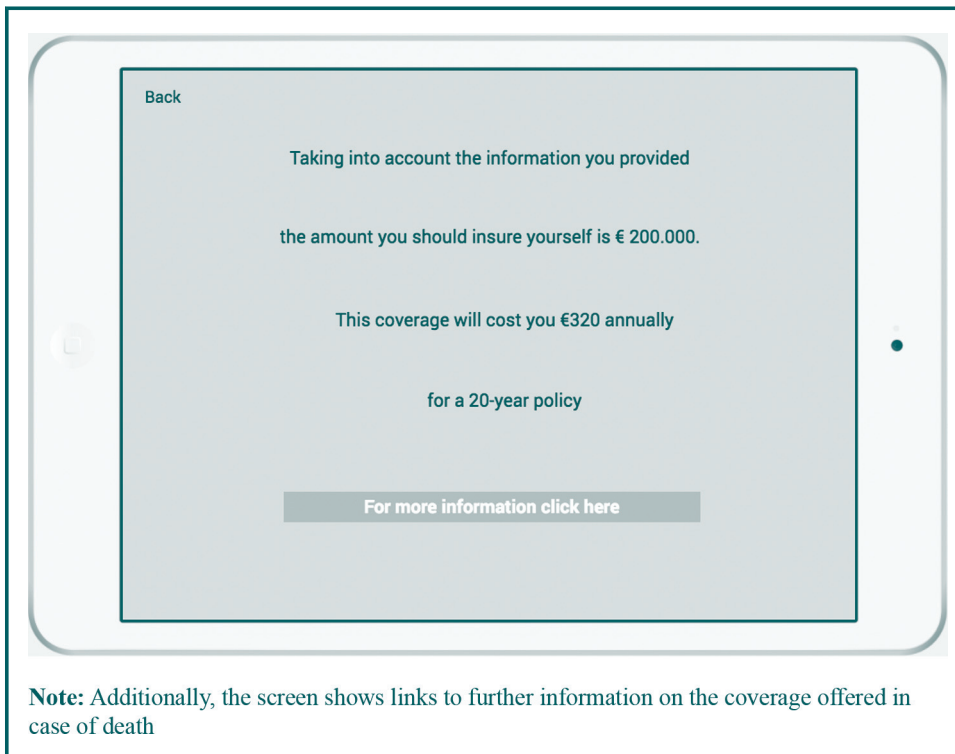 Back
Taking into account the information you provided
the amount you should insure yourself is € 200.000.
This coverage will cost you €320 annually
for a 20-year policy
For more information click here
Note: Additionally, the screen shows links to further information on the coverage offered in
case of death